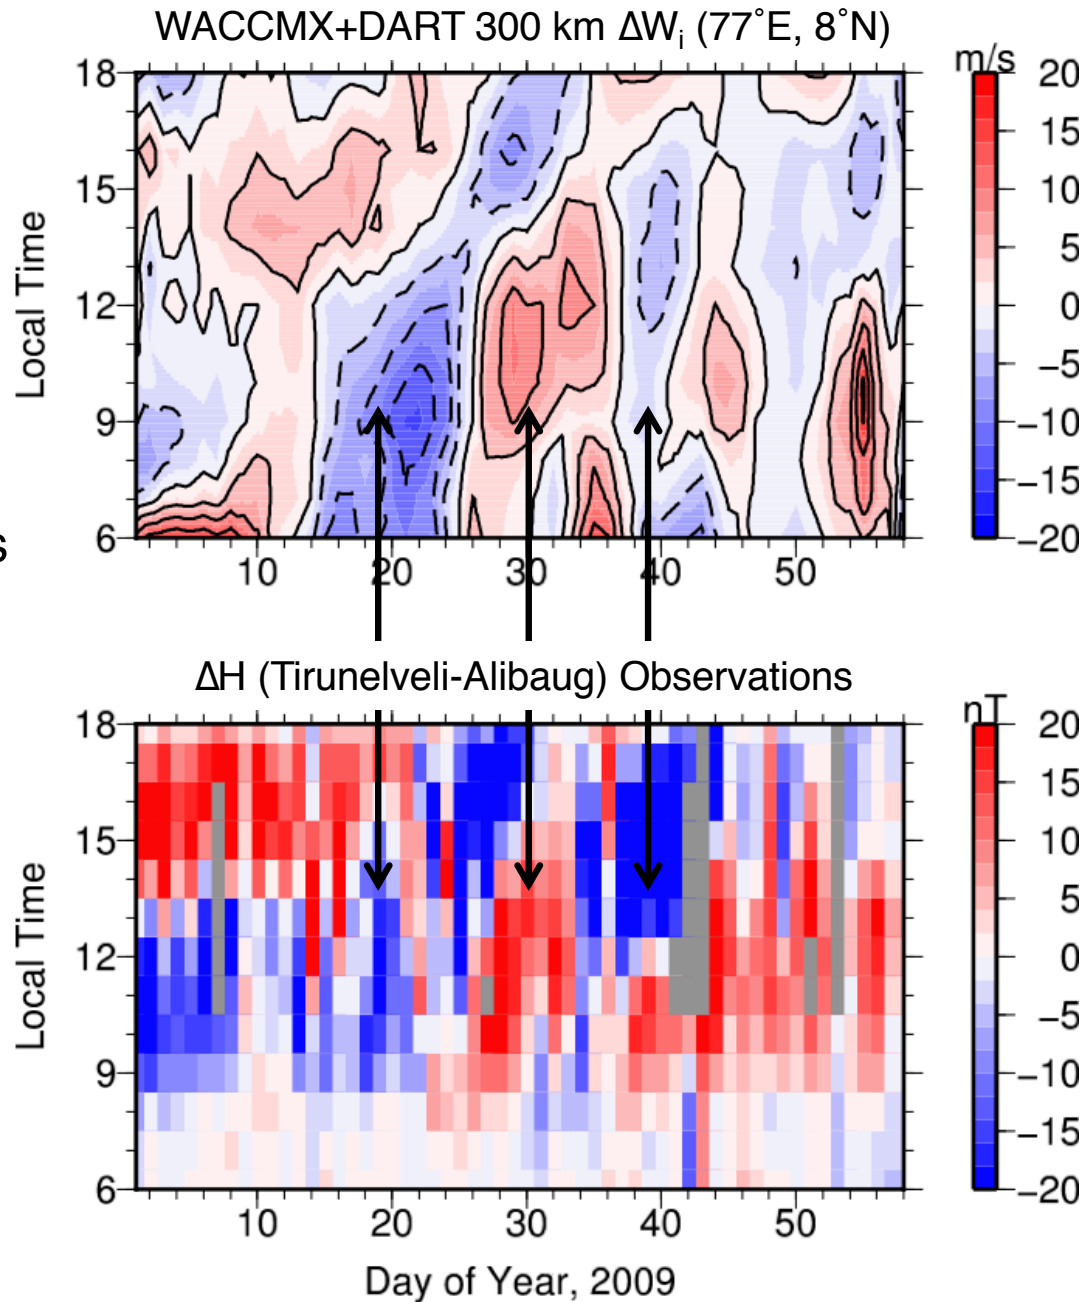 WACCMX+DART 300 km ΔWi (77˚E, 8˚N)
m/s
18
15
12
9
6
Local Time
10 20 30 40 50
20
15
10
5
0
−5
−10
−15
−20
s
ΔH (Tirunelveli-Alibaug) Observations
nT
18
15
12
9
6
Local Time
10 20 30 40 50
Day of Year, 2009
20
15
10
5
0
−5
−10
−15
−20